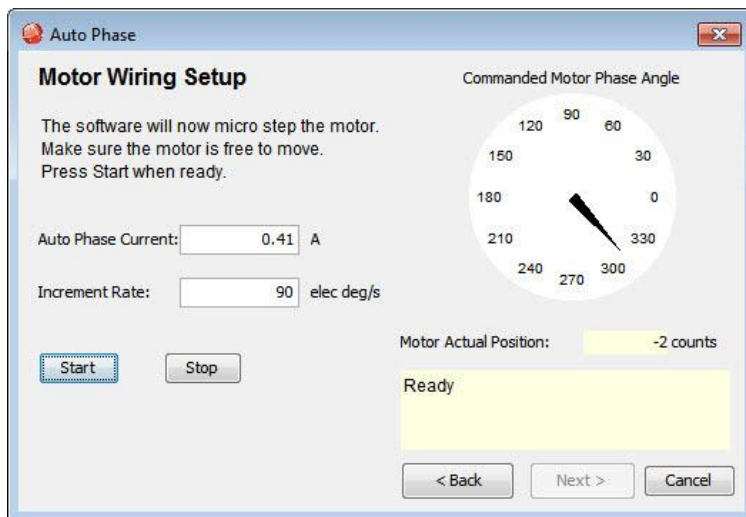 Auto Phase
Motor Wiring Setup
The software will now micro step the motor.
Make sure the motor is free to move.
Press Start when ready.
Auto Phase Current: 0.41 A
Increment Rate: 90 elec deg/s
Start Stop
Commanded Motor Phase Angle
90
120 60
150 30
180 0
210 330
240 300
270
Motor Actual Position: -2 counts
Ready
< Back Next > Cancel